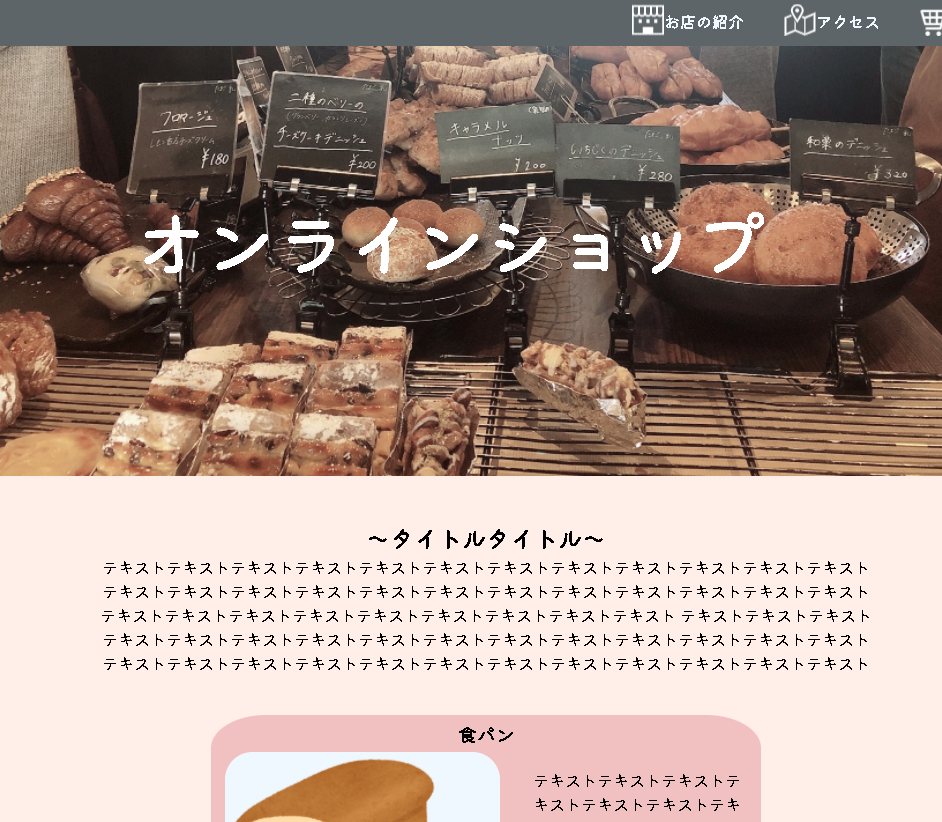 お店の紹介
アクセス
フロマージュ
¥180
二種のベリーの
チーズクリームデニッシュ
¥200
キャラメル
ナッツ
¥200
いちじくのデニッシュ
¥280
和栗のデニッシュ
¥320
オンラインショップ
～タイトルタイトル～
テキストテキストテキストテキストテキストテキストテキストテキストテキストテキストテキストテキスト
テキストテキストテキストテキストテキストテキストテキストテキストテキストテキストテキストテキスト
テキストテキストテキストテキストテキストテキストテキストテキストテキスト テキストテキストテキスト
テキストテキストテキストテキストテキストテキストテキストテキストテキストテキストテキストテキスト
テキストテキストテキストテキストテキストテキストテキストテキストテキストテキストテキストテキスト
食パン
テキストテキストテキストテ
キストテキストテキストテキ